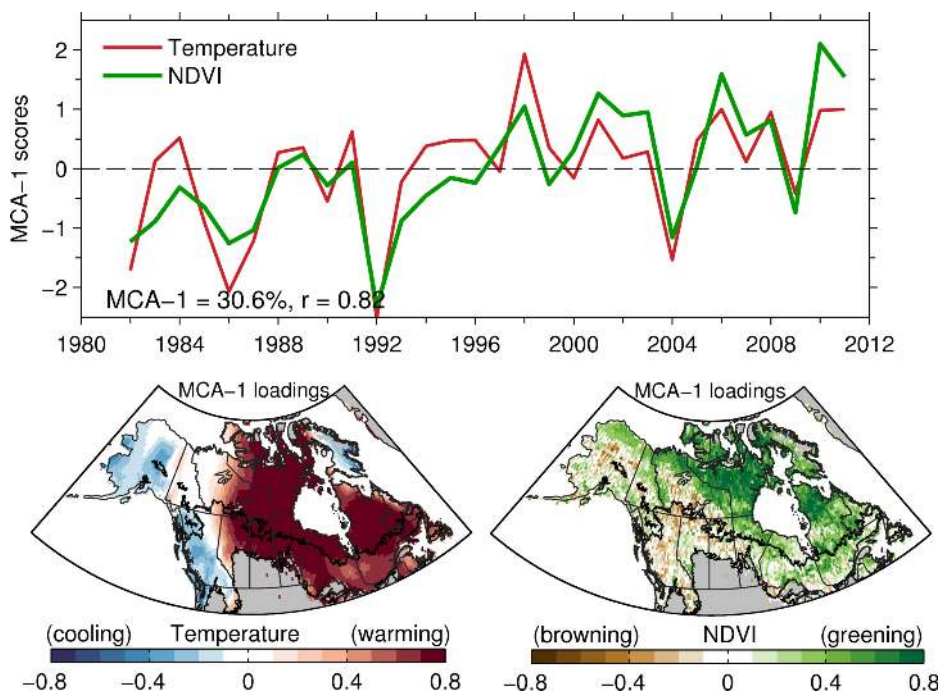 2
Temperature
NDVI
1
0
−1
−2
MCA−1 scores
MCA−1 = 30.6%, r = 0.82
1980 1984 1988 1992 1996 2000 2004 2008 2012
MCA−1 loadings MCA−1 loadings
(cooling) Temperature (warming) (browning) NDVI (greening)
−0.8 −0.4 0 0.4 0.8 −0.8 −0.4 0 0.4 0.8